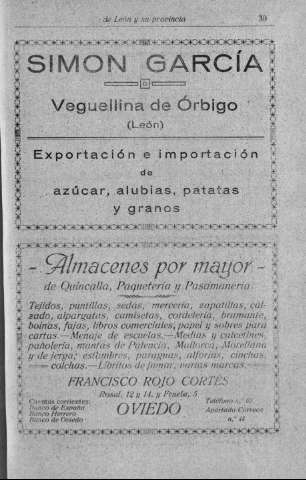 de León y su provincia 39
SIMON GARCÍA
Veguellina de Órbigo
(León)
Exportación e importación
de
azúcar, alubias, patatas
y granos
- Almacenes por mayor -
de Quincalla, Paquetería y Pasamanería
Tejidos, puntillas, sedas, mercería, zapatillas, cal-
zado, alpargatas, camisetas, cordelería, bramante,
boinas, fajas, libros comerciales, papel y sobres para
cartas.—Menaje de escuelas.—Medias y calcetines,
pañolería, mantas de Palencia, Mallorca, Morellana
y de jerga; estambres, paraguas, alforjas, cinchas,
colchas.—Libritos de fumar, varias marcas.
FRANCISCO ROJO CORTÉS
Rosal, 12 y 14, y Peruela, 5
Cuentas corrientes:
Banco de España
Banco Herrero
Banco de Oviedo
OVIEDO
Teléfono n.º
Apartado Correos
n.º 44